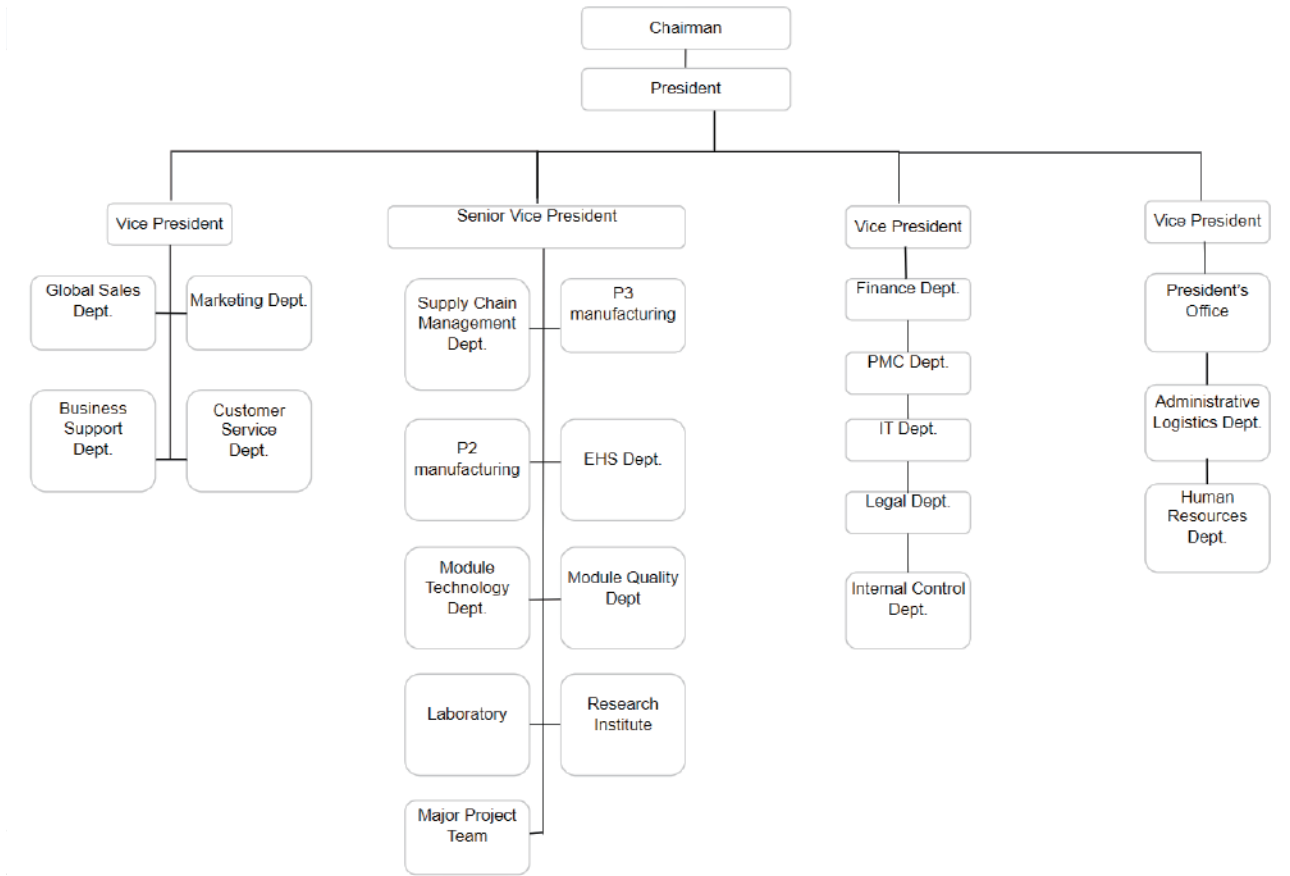 Chairman
President
Vice President
Global Sales
Dept.
Marketing Dept.
Business
Support
Dept.
Customer
Service
Dept.
Senior Vice President
Supply Chain
Management
Dept.
P3
manufacturing
P2
manufacturing
EHS Dept.
Module
Technology
Dept.
Module Quality
Dept
Laboratory
Research
Institute
Major Project
Team
Vice President
Finance Dept.
PMC Dept.
IT Dept.
Legal Dept.
Internal Control
Dept.
Vice President
President's
Office
Administrative
Logistics Dept.
Human
Resources
Dept.